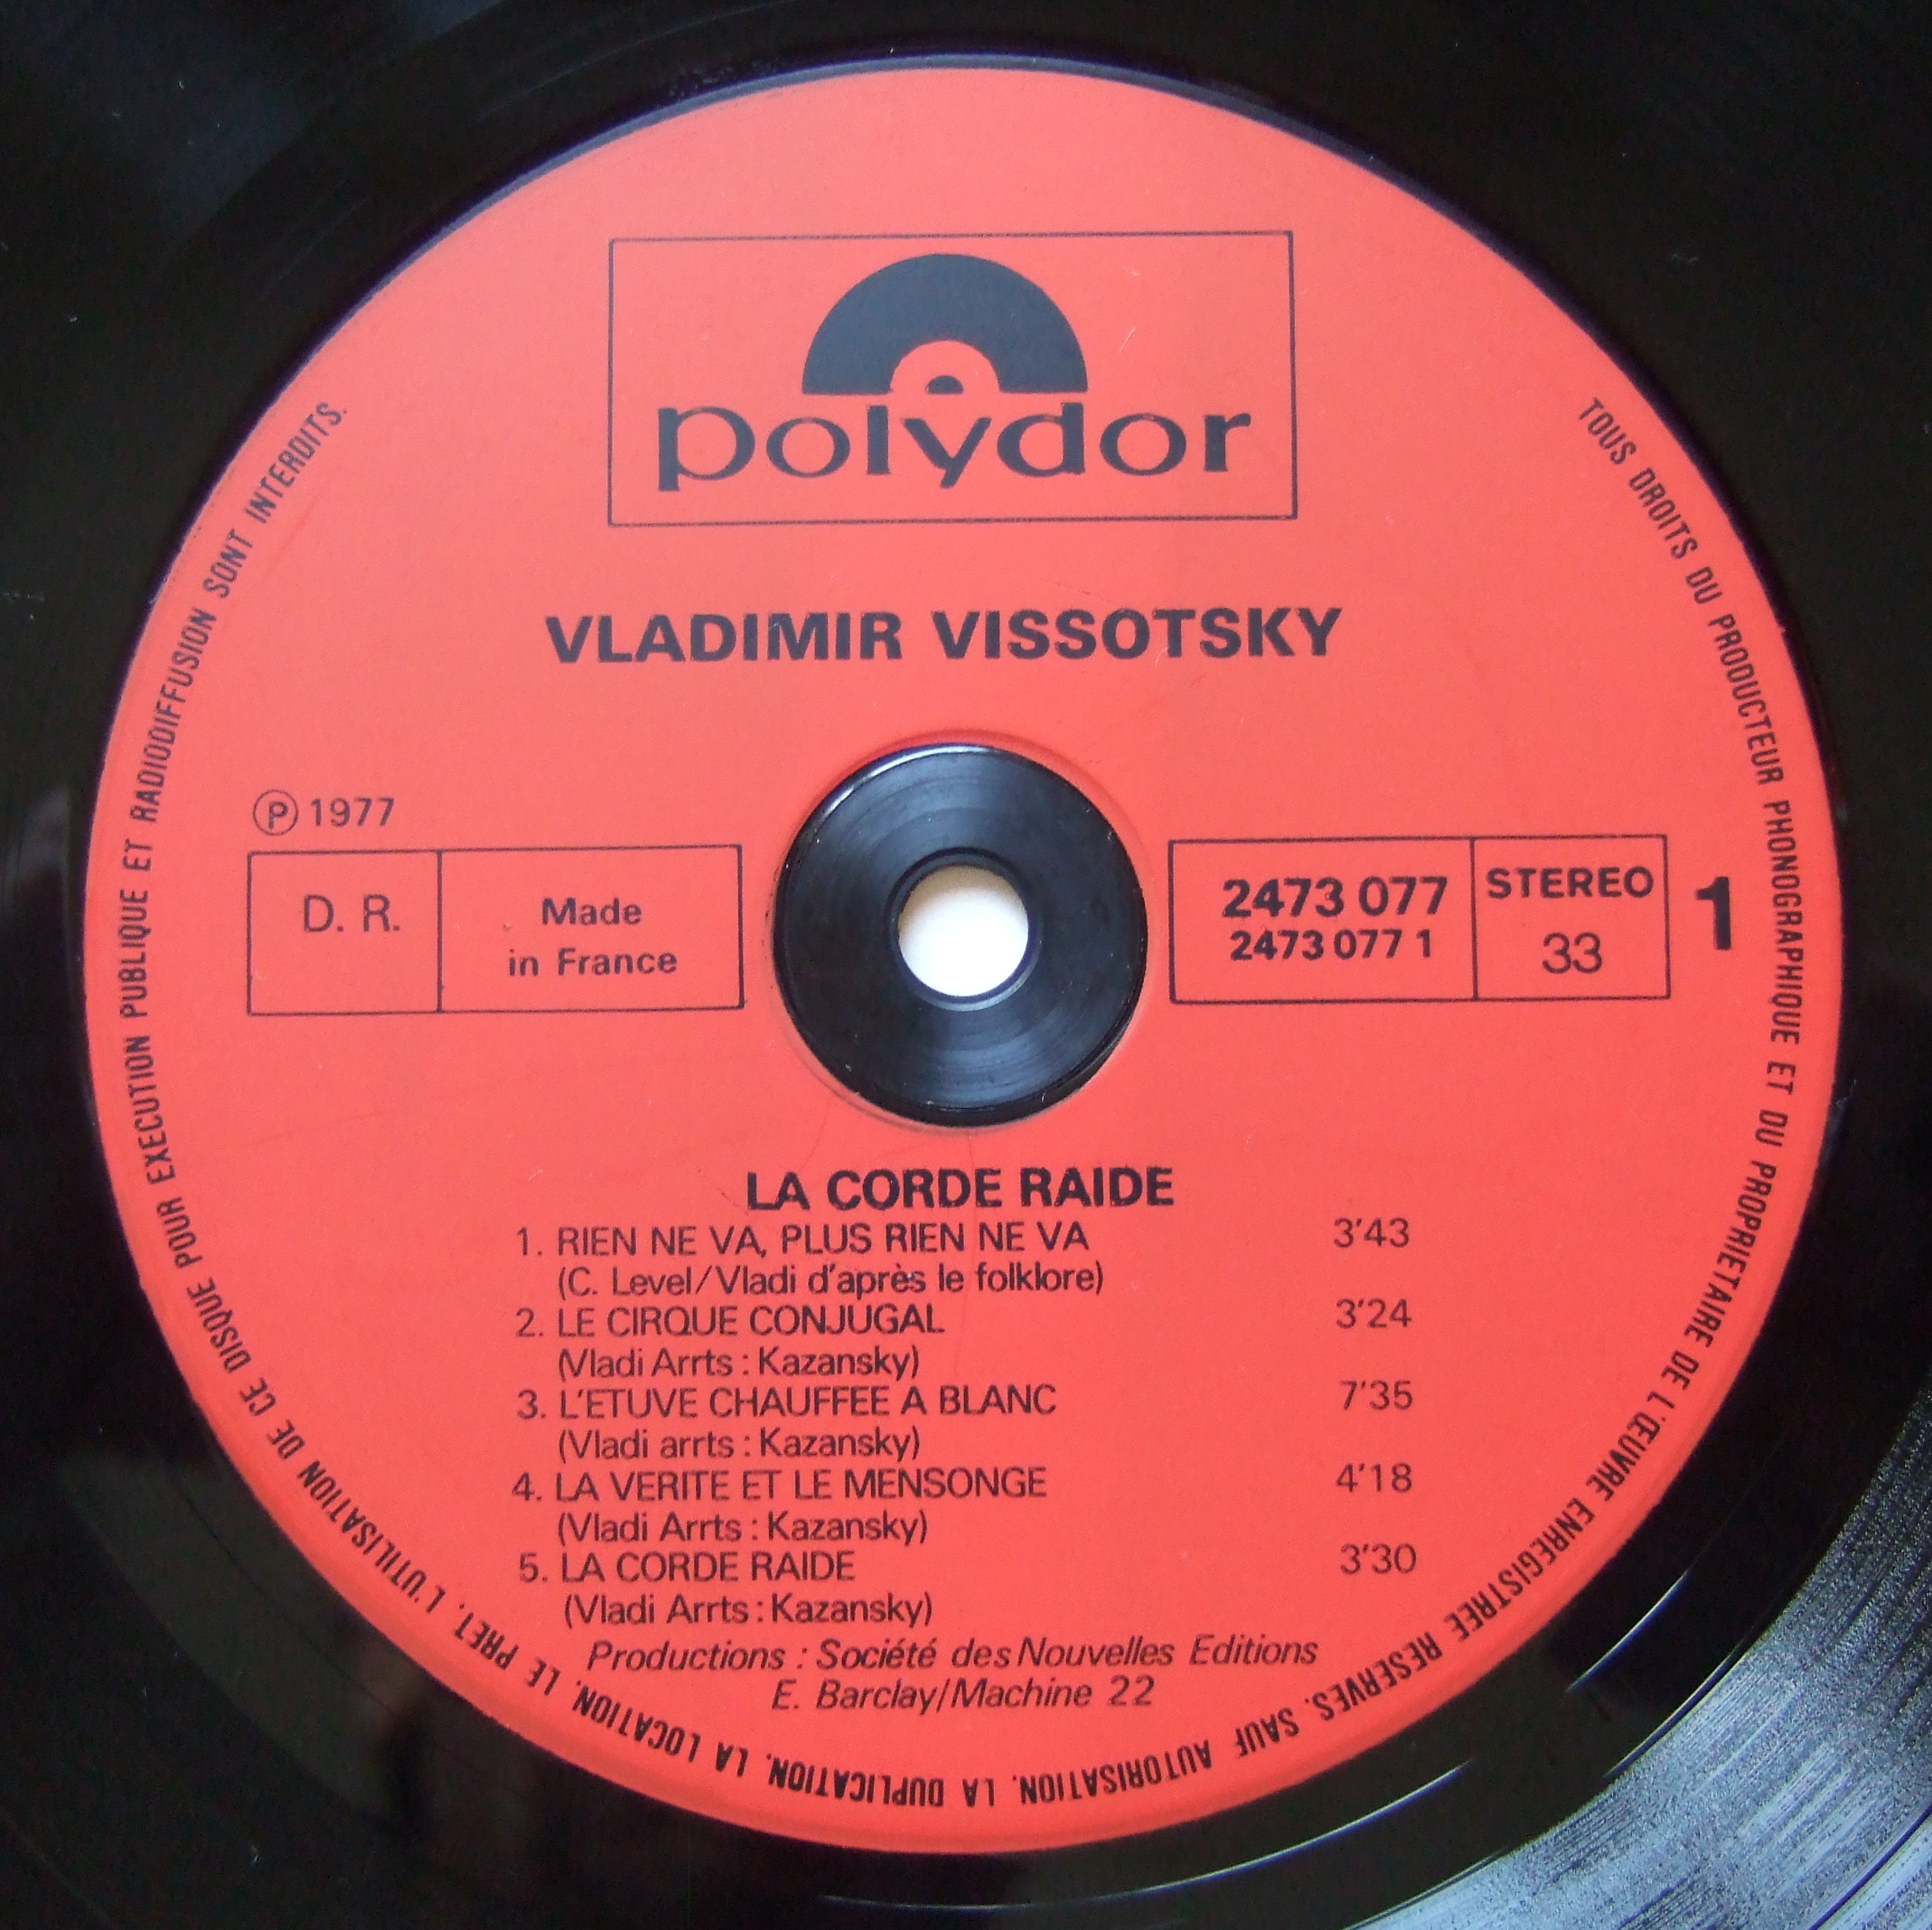 polydor
VLADIMIR VISSOTSKY
℗ 1977
D. R.
Made
in France
2473 077
2473 077 1
STEREO
33
1
LA CORDE RAIDE
1. RIEN NE VA, PLUS RIEN NE VA 3'43
(C. Level/Vladi d'après le folklore)
2. LE CIRQUE CONJUGAL 3'24
(Vladi Arrts : Kazansky)
3. L'ETUVE CHAUFFEE A BLANC 7'35
(Vladi arrts : Kazansky)
4. LA VERITE ET LE MENSONGE 4'18
(Vladi Arrts : Kazansky)
5. LA CORDE RAIDE 3'30
(Vladi Arrts : Kazansky)
Productions : Société des Nouvelles Editions
E. Barclay/Machine 22
TOUS DROITS DU PRODUCTEUR PHONOGRAPHIQUE ET DU PROPRIETAIRE DE L'ŒUVRE ENREGISTREE RESERVES. SAUF AUTORISATION. LA DUPLICATION. LA LOCATION. LE PRET. L'UTILISATION DE CE DISQUE POUR EXECUTION PUBLIQUE ET RADIODIFFUSION SONT INTERDITS.